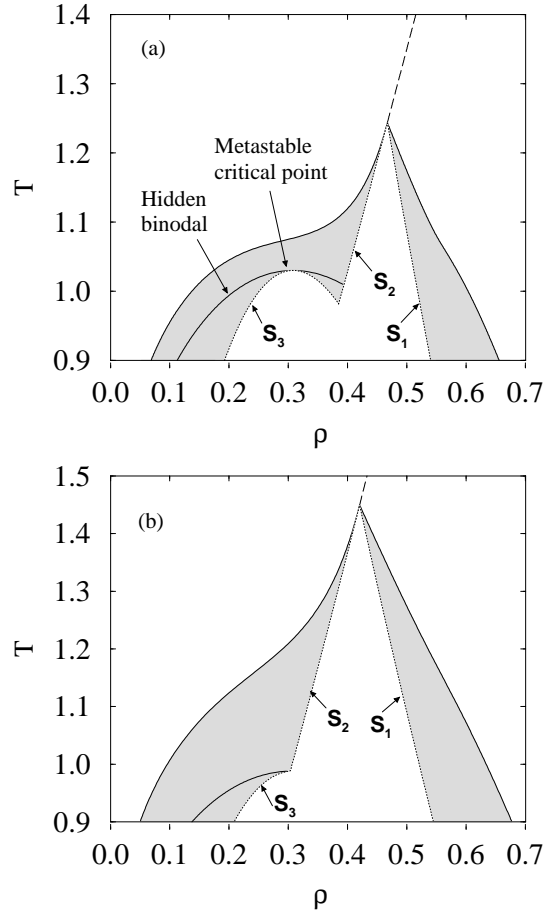 1.4
(a)
1.3
Metastable
critical point
1.2
Hidden
binodal
T
1.1
S2
1.0
S3
S1
0.9
0.0 0.1 0.2 0.3 0.4 0.5 0.6 0.7
ρ
1.5
(b)
1.4
1.3
T
1.2
1.1
S2 S1
1.0
S3
0.9
0.0 0.1 0.2 0.3 0.4 0.5 0.6 0.7
ρ